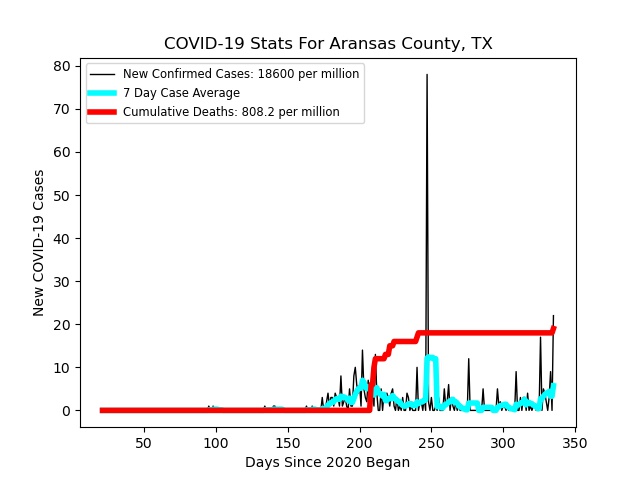 COVID-19 Stats For Aransas County, TX
New Confirmed Cases: 18600 per million
7 Day Case Average
Cumulative Deaths: 808.2 per million
New COVID-19 Cases
80
70
60
50
40
30
20
10
0
50 100 150 200 250 300 350
Days Since 2020 Began